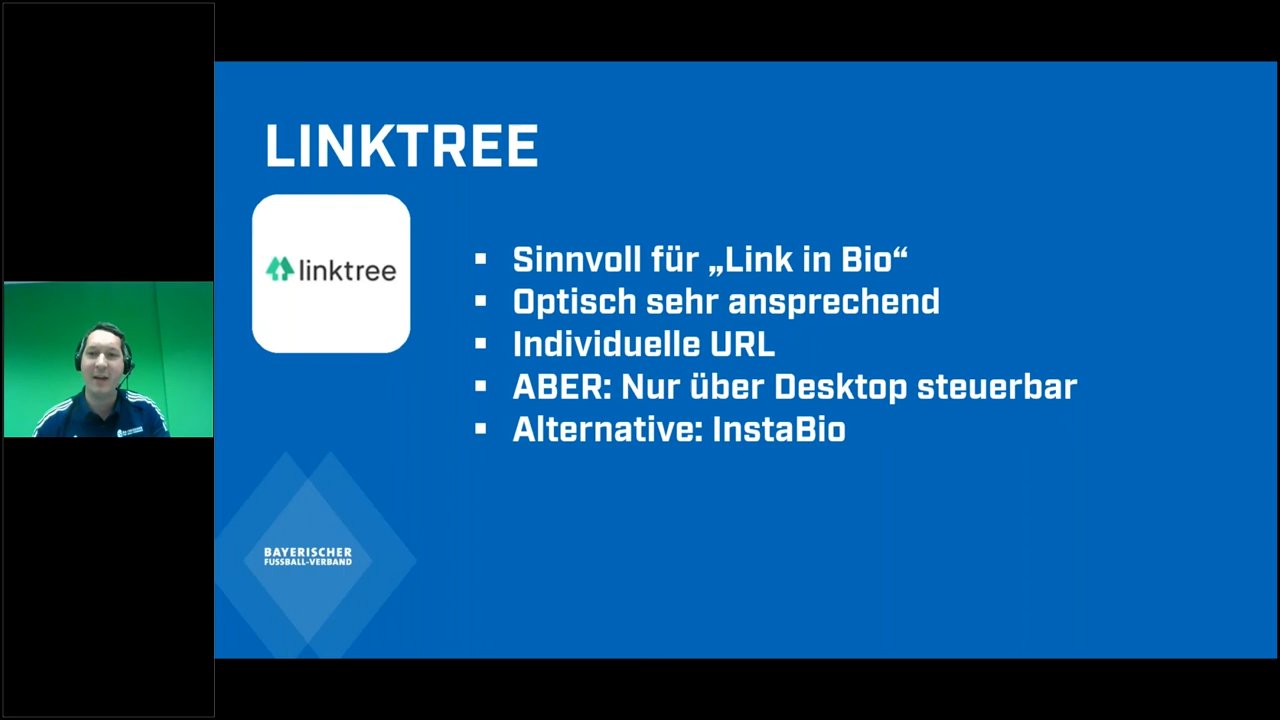 LINKTREE
linktree
▪ Sinnvoll für „Link in Bio“
▪ Optisch sehr ansprechend
▪ Individuelle URL
▪ ABER: Nur über Desktop steuerbar
▪ Alternative: InstaBio
BAYERISCHER
FUSSBALL-VERBAND